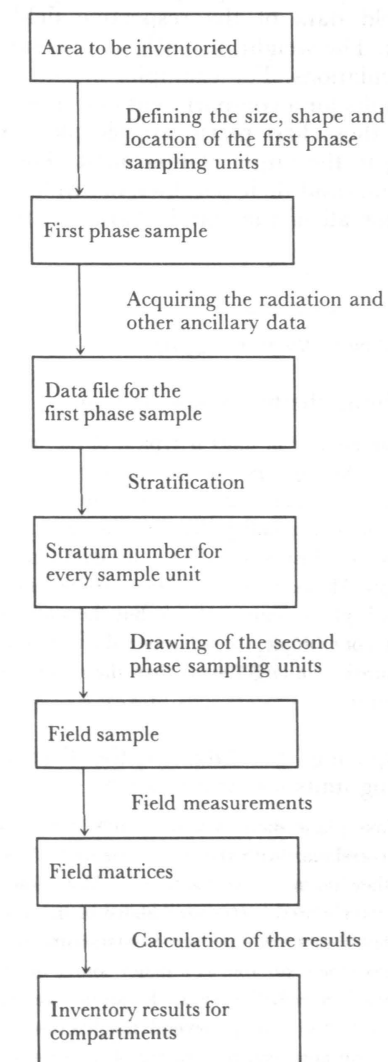 Area to be inventoried
Defining the size, shape and
location of the first phase
sampling units
First phase sample
Acquiring the radiation and
other ancillary data
Data file for the
first phase sample
Stratification
Stratum number for
every sample unit
Drawing of the second
phase sampling units
Field sample
Field measurements
Field matrices
Calculation of the results
Inventory results for
compartments